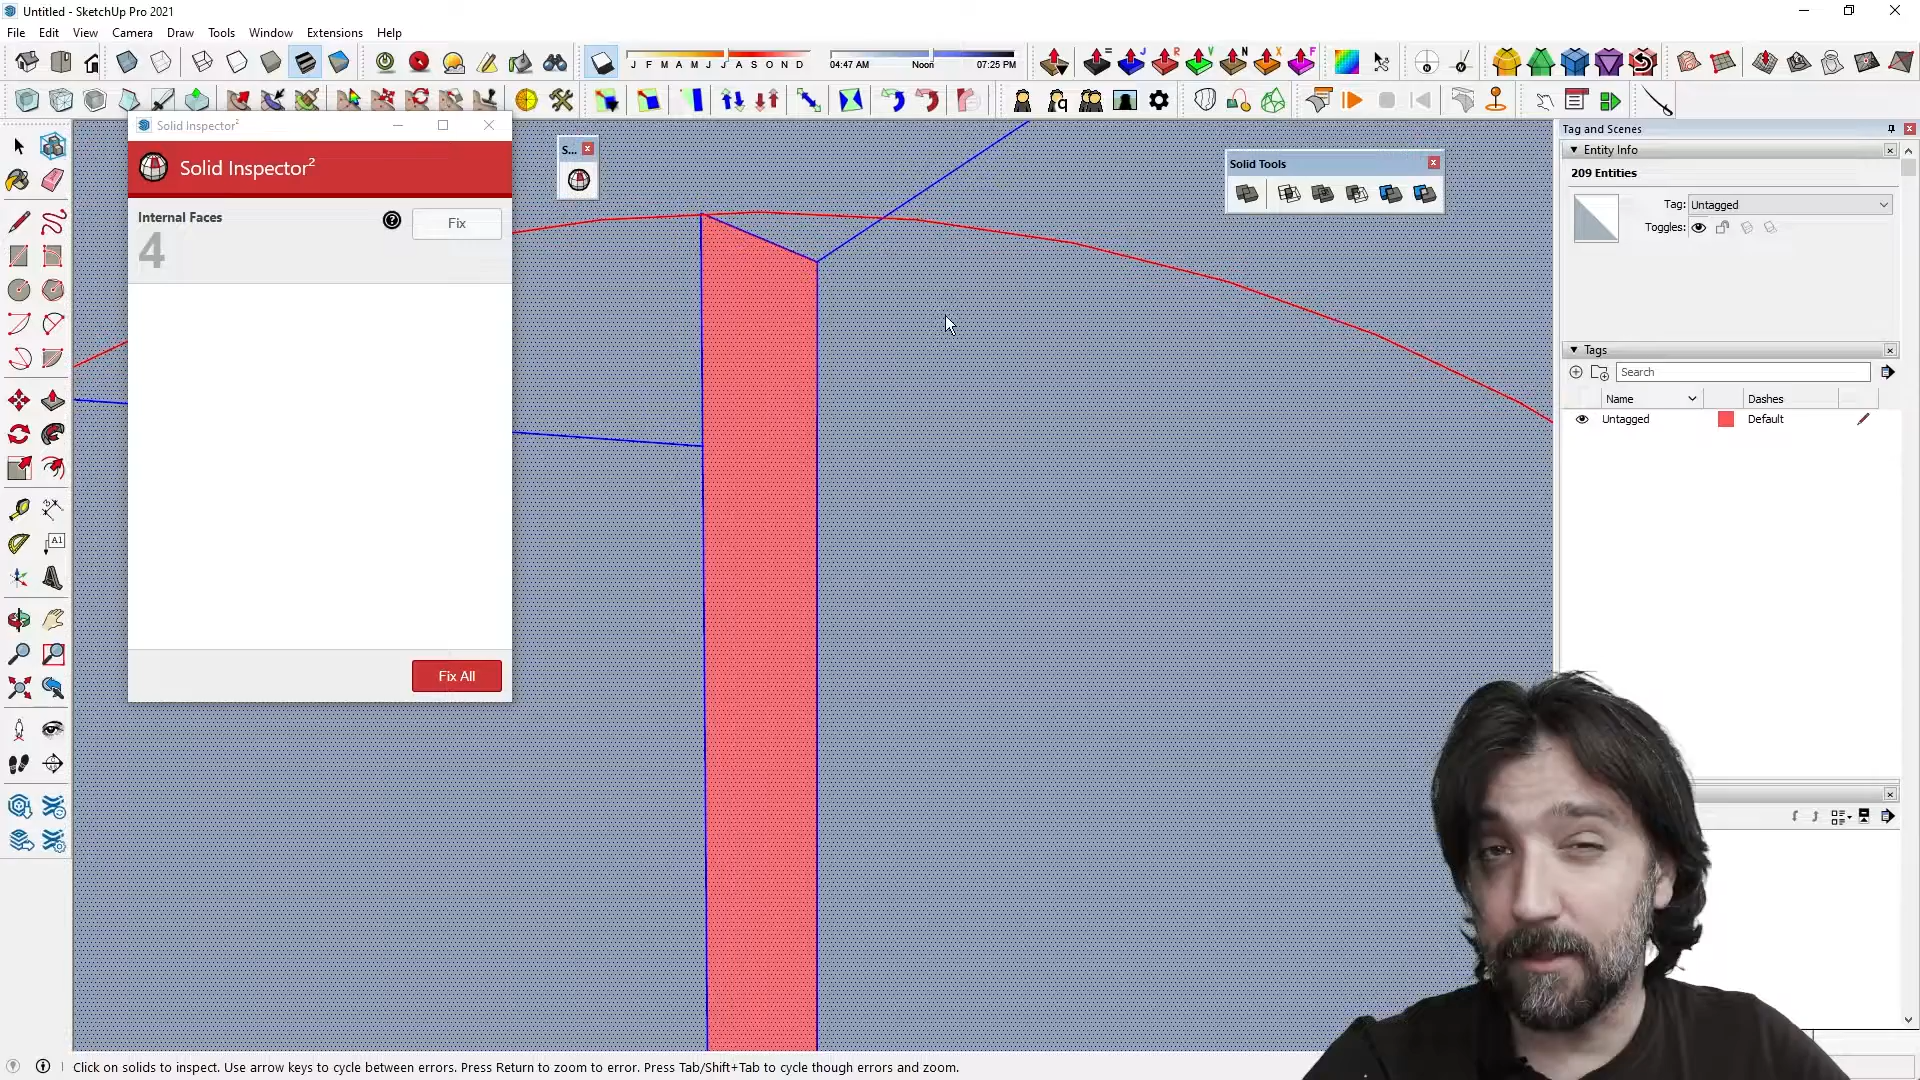 Untitled - SketchUp Pro 2021
File Edit View Camera Draw Tools Window Extensions Help
J F M A M J J A S O N D
04:47 AM Noon 07:25 PM
= J R V N X F
q
Solid Inspector²
Solid Inspector²
Internal Faces
4
Fix
Fix All
S...
Solid Tools
Tag and Scenes
Entity Info
209 Entities
Tag: Untagged
Toggles:
Tags
Search
Name Dashes
Untagged Default
A1
Click on solids to inspect. Use arrow keys to cycle between errors. Press Return to zoom to error. Press Tab/Shift+Tab to cycle though errors and zoom.